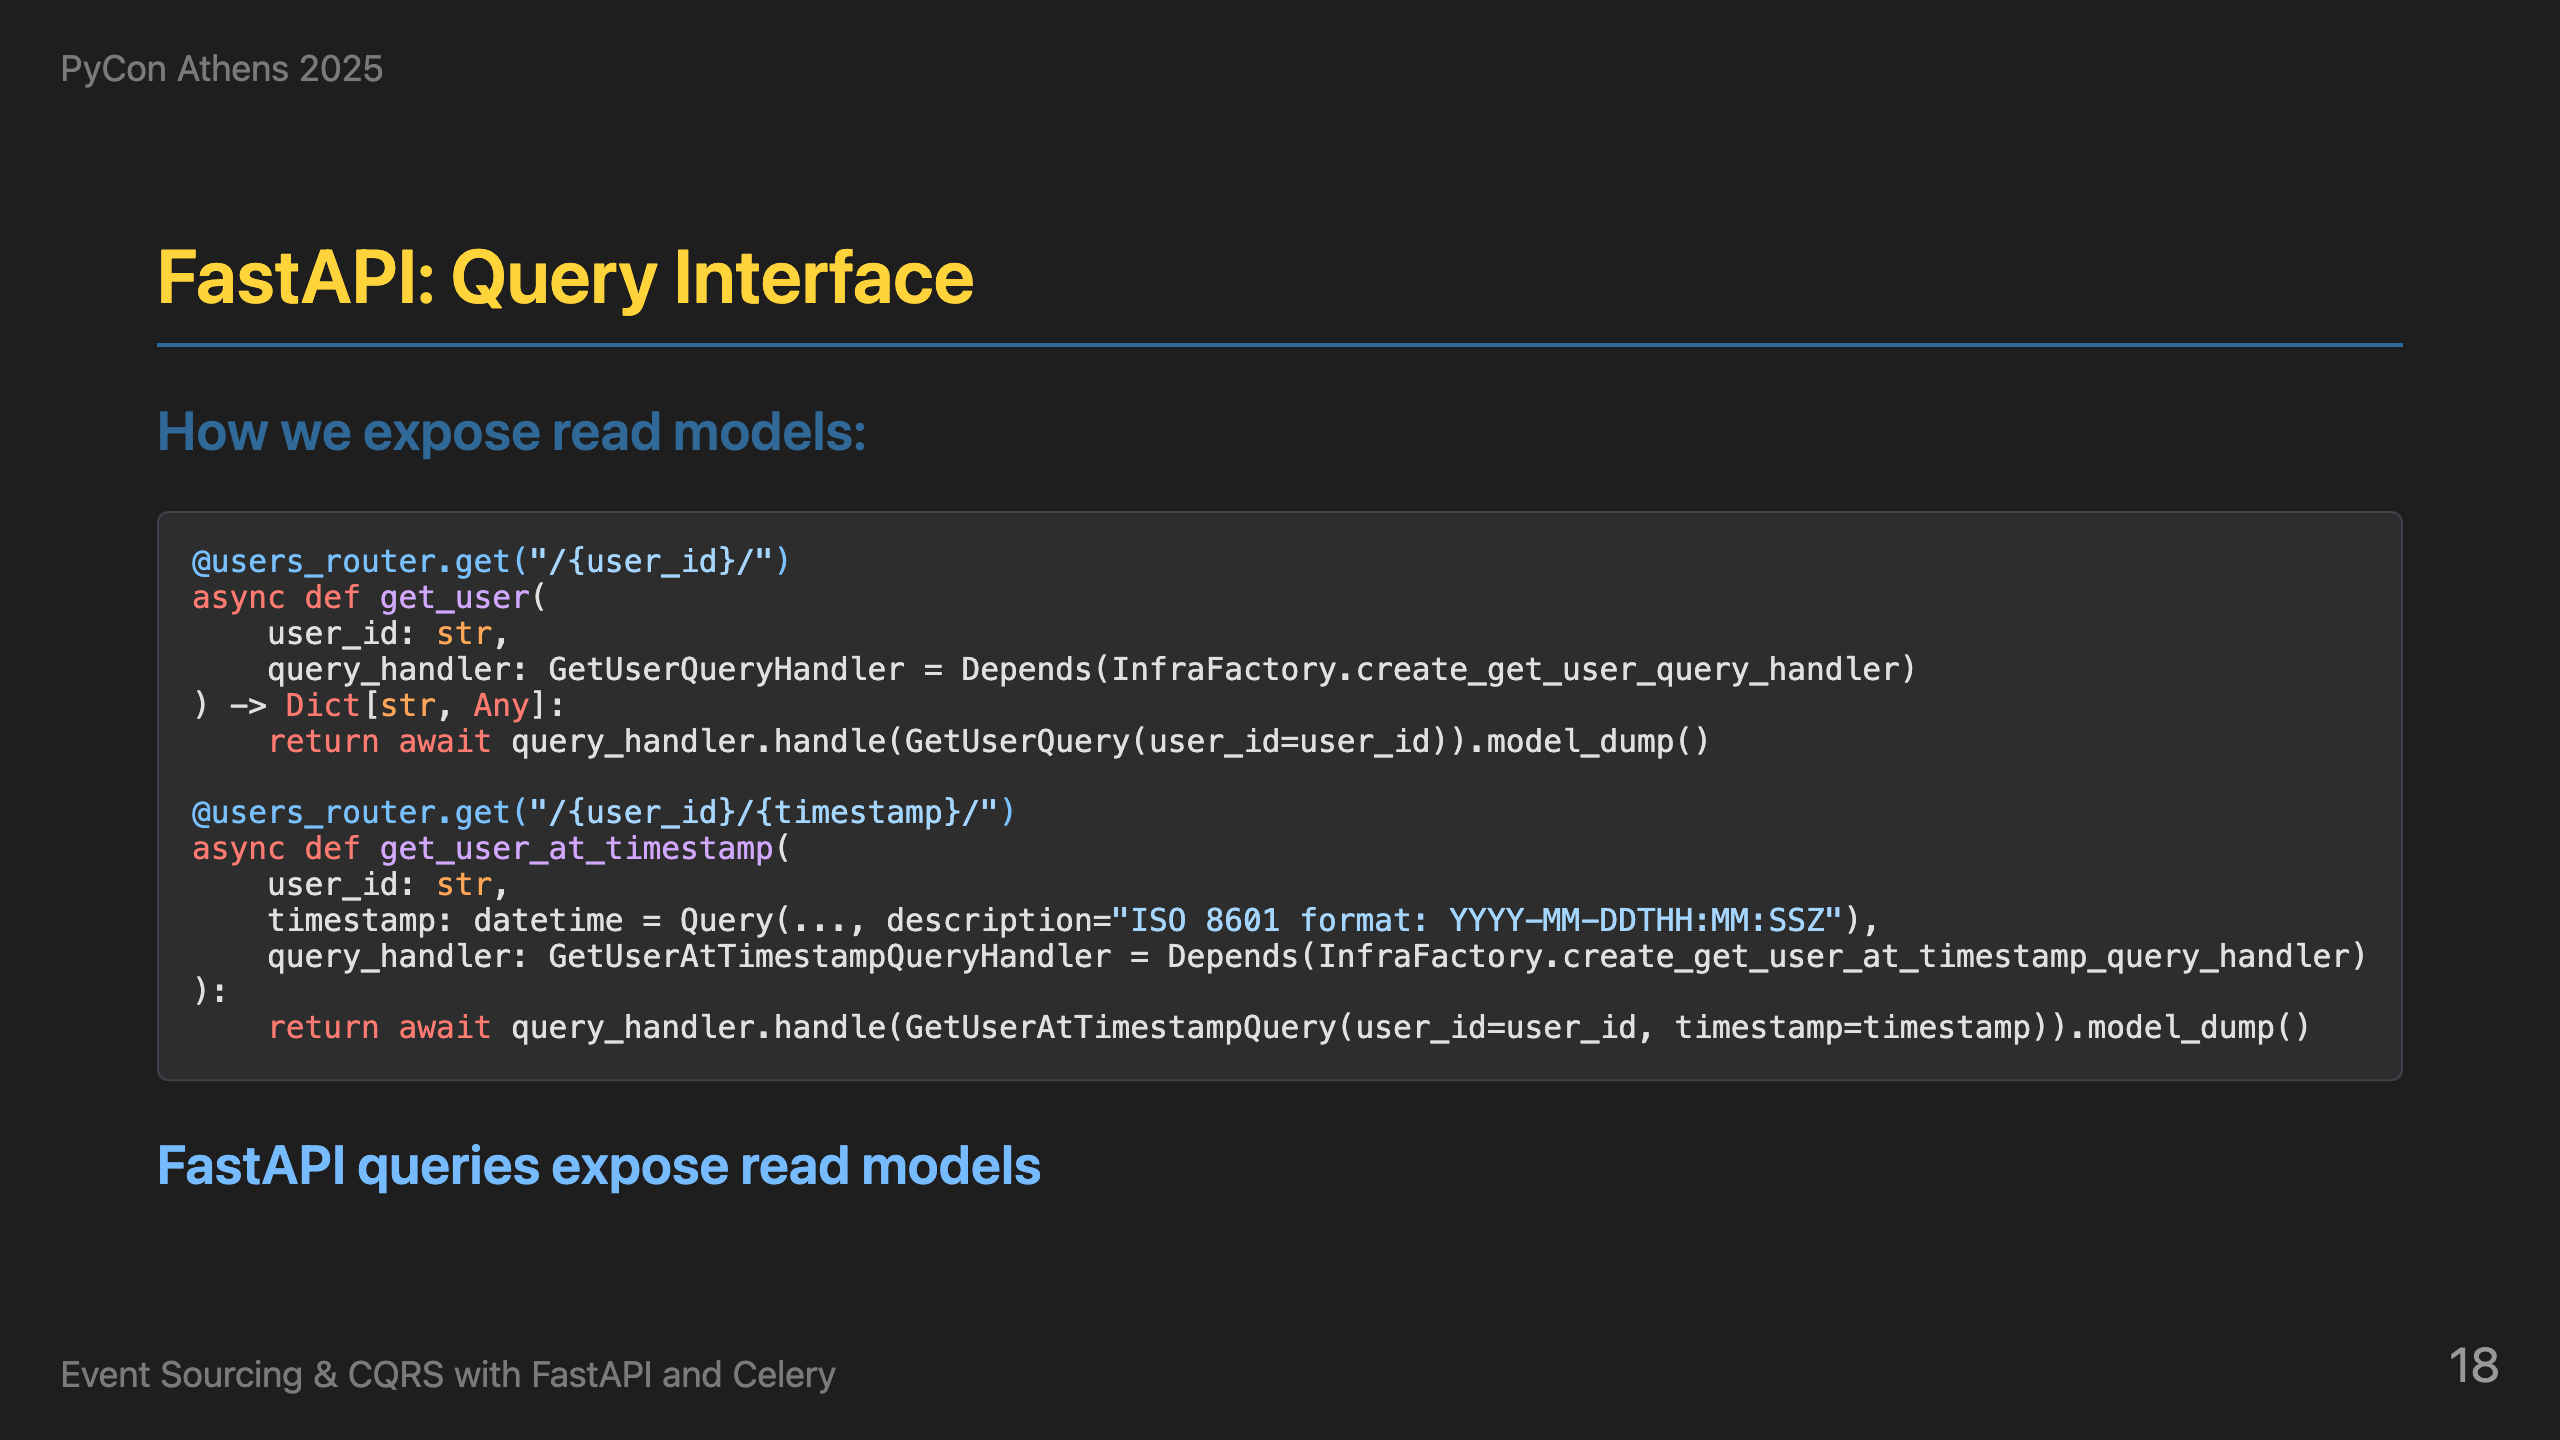 PyCon Athens 2025
FastAPI: Query Interface
How we expose read models:
@users_router.get("/{user_id}/")
async def get_user(
    user_id: str,
    query_handler: GetUserQueryHandler = Depends(InfraFactory.create_get_user_query_handler)
) -> Dict[str, Any]:
    return await query_handler.handle(GetUserQuery(user_id=user_id)).model_dump()
@users_router.get("/{user_id}/{timestamp}/")
async def get_user_at_timestamp(
    user_id: str,
    timestamp: datetime = Query(..., description="ISO 8601 format: YYYY-MM-DDTHH:MM:SSZ"),
    query_handler: GetUserAtTimestampQueryHandler = Depends(InfraFactory.create_get_user_at_timestamp_query_handler)
):
    return await query_handler.handle(GetUserAtTimestampQuery(user_id=user_id, timestamp=timestamp)).model_dump()
FastAPI queries expose read models
Event Sourcing & CQRS with FastAPI and Celery
18